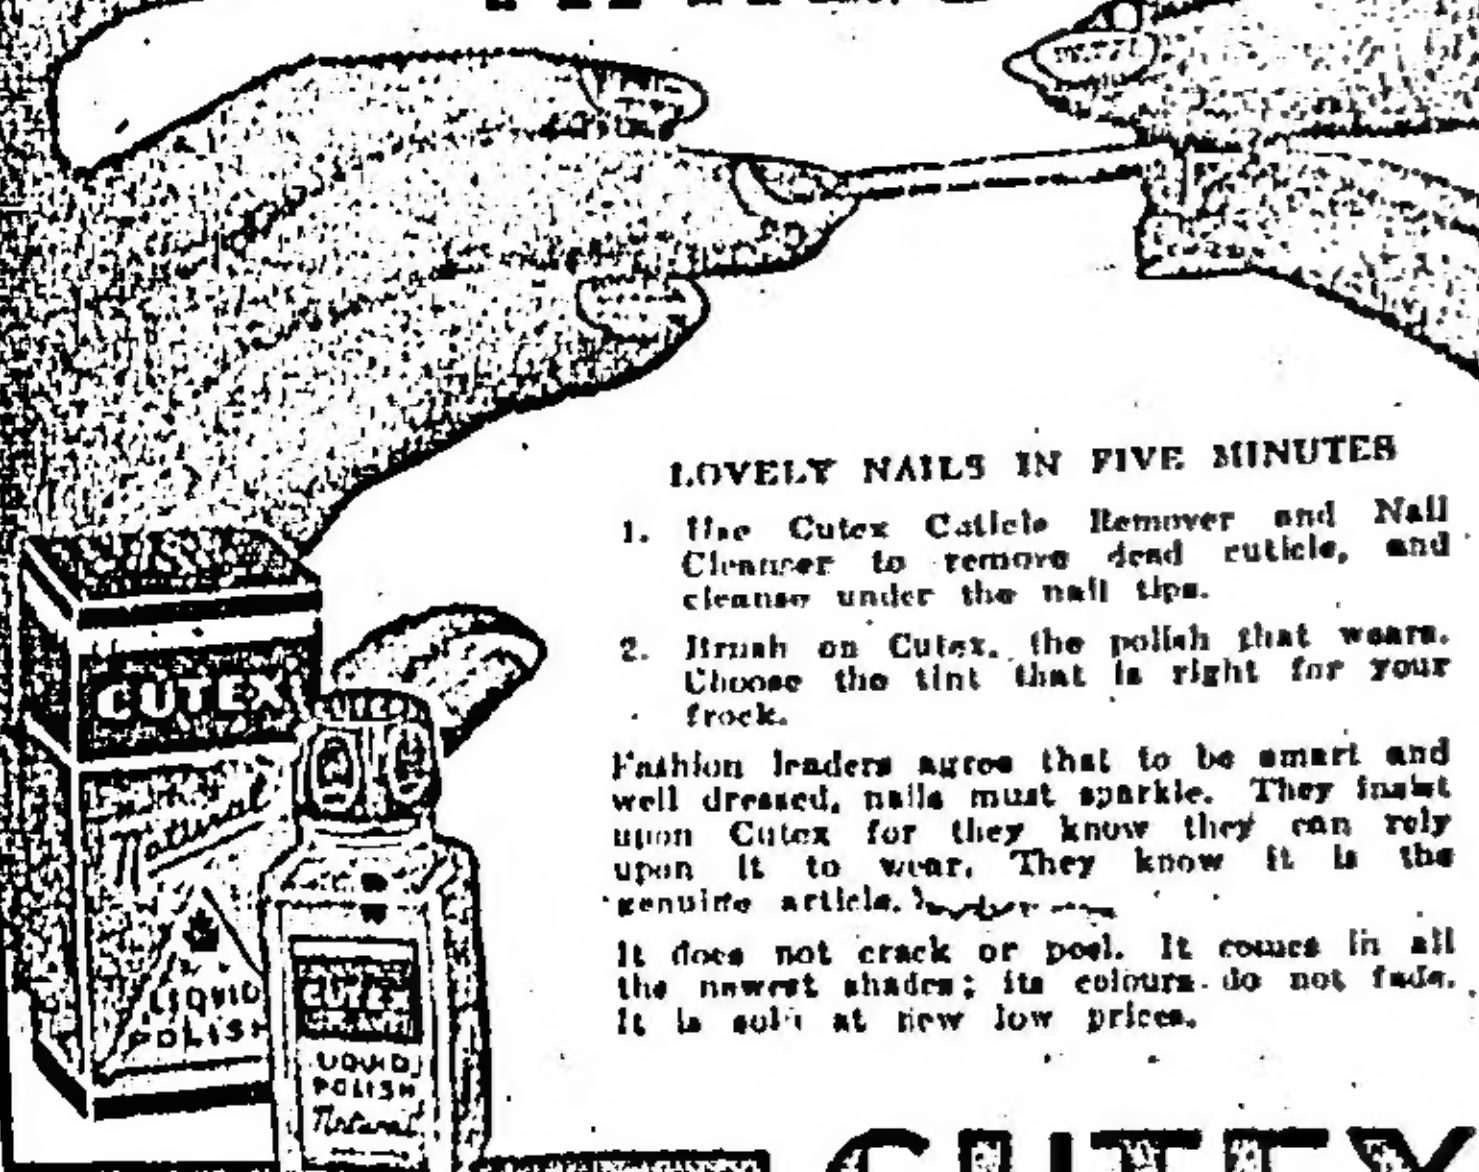 LOVELY NAILS IN FIVE MINUTES
1. Use Cutex Cuticle Remover and Nail
Cleanser to remove dead cuticle, and
cleanse under the nail tips.
2. Brush on Cutex, the polish that wears.
Choose the tint that is right for your
frock.
Fashion leaders agree that to be smart and
well dressed, nails must sparkle. They insist
upon Cutex for they know they can rely
upon it to wear. They know it is the
genuine article.
It does not crack or peel. It comes in all
the newest shades; its colours do not fade.
It is sold at new low prices.
CUTEX
Natural
LIQUID
POLISH
CUTEX
LIQUID
POLISH
Natural
CUTEX